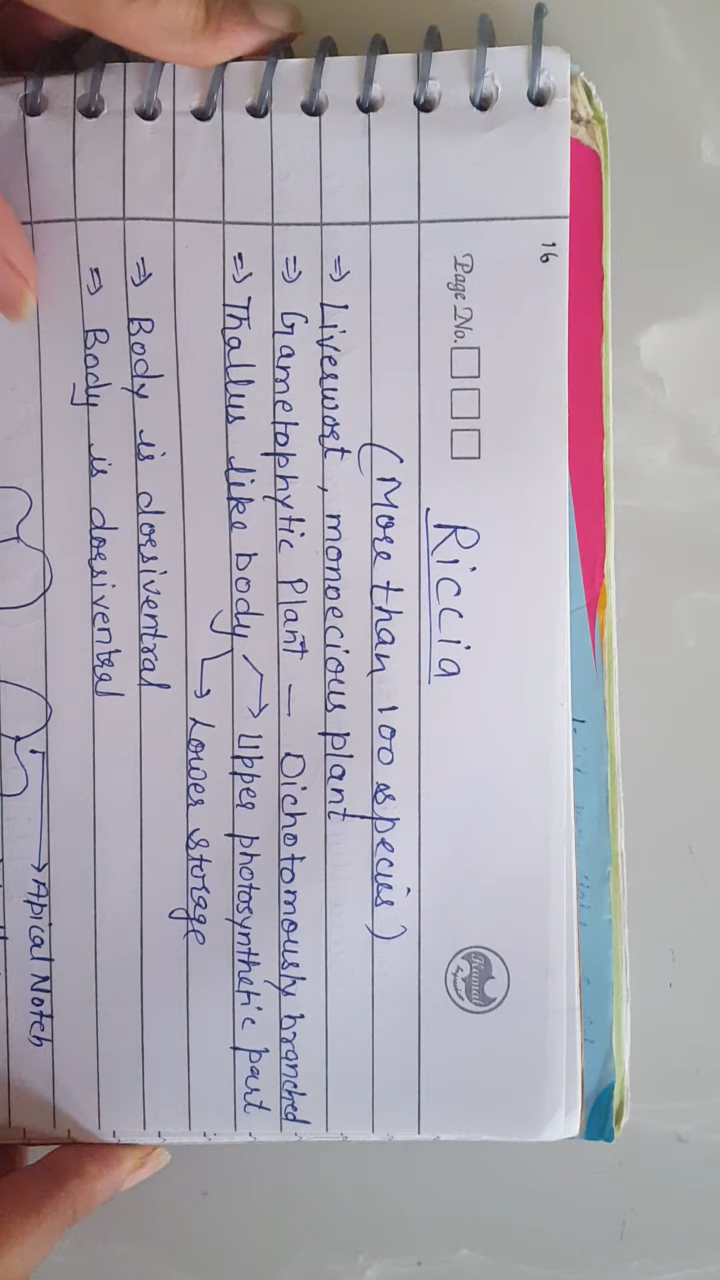 16
Page No.
Riccia
(More than 100 species)
⇒ Liverwort, monoecious plant
⇒ Gametophytic Plant — Dichotomously branched
⇒ Thallus like body → Upper photosynthetic part
→ Lower storage
⇒ Body is dorsiventral
⇒ Body is dorsiventral
→ Apical Notch
Kamal